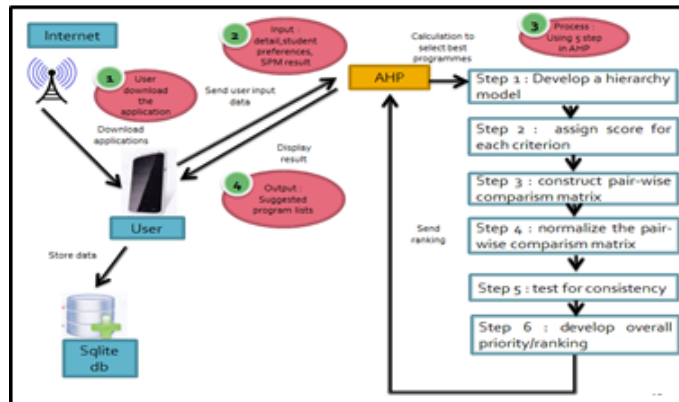 Internet
1
User
download
the
application
Download
applications
User
Store data
Sqlite
db
2
Input :
detail,student
preferences,
SPM result
Send user input
data
Display
result
4
Output :
Suggested
program lists
AHP
Calculation to
select best
programmes
3
Process :
Using 5 step
in AHP
Step 1 : Develop a hierarchy
model
Step 2 : assign score for
each criterion
Step 3 : construct pair-wise
comparism matrix
Step 4 : normalize the pair-
wise comparism matrix
Step 5 : test for consistency
Step 6 : develop overall
priority/ranking
Send
ranking